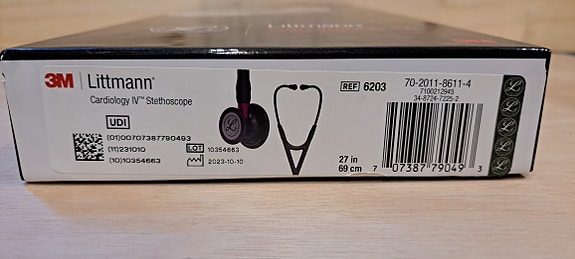 Littmann
3M Littmann®
Cardiology IV™ Stethoscope
UDI
(01)00707387790493
(11)231010
(10)10354663
LOT 10354663
2023-10-10
REF 6203
27 in
69 cm
70-2011-8611-4
7100212945
34-8724-7225-2
7 07387 79049 3